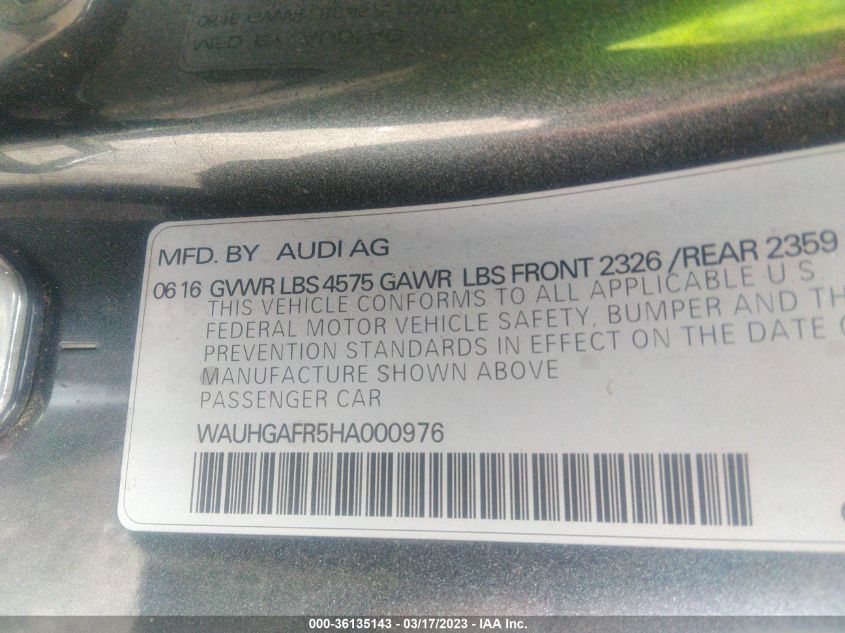 MFD. BY AUDI AG
06 16 GVWR LBS 4575 GAWR LBS FRONT 2326 /REAR 2359
THIS VEHICLE CONFORMS TO ALL APPLICABLE U S.
FEDERAL MOTOR VEHICLE SAFETY, BUMPER AND TH
PREVENTION STANDARDS IN EFFECT ON THE DATE O
MANUFACTURE SHOWN ABOVE
PASSENGER CAR
WAUHGAFR5HA000976
000-36135143 - 03/17/2023 - IAA Inc.